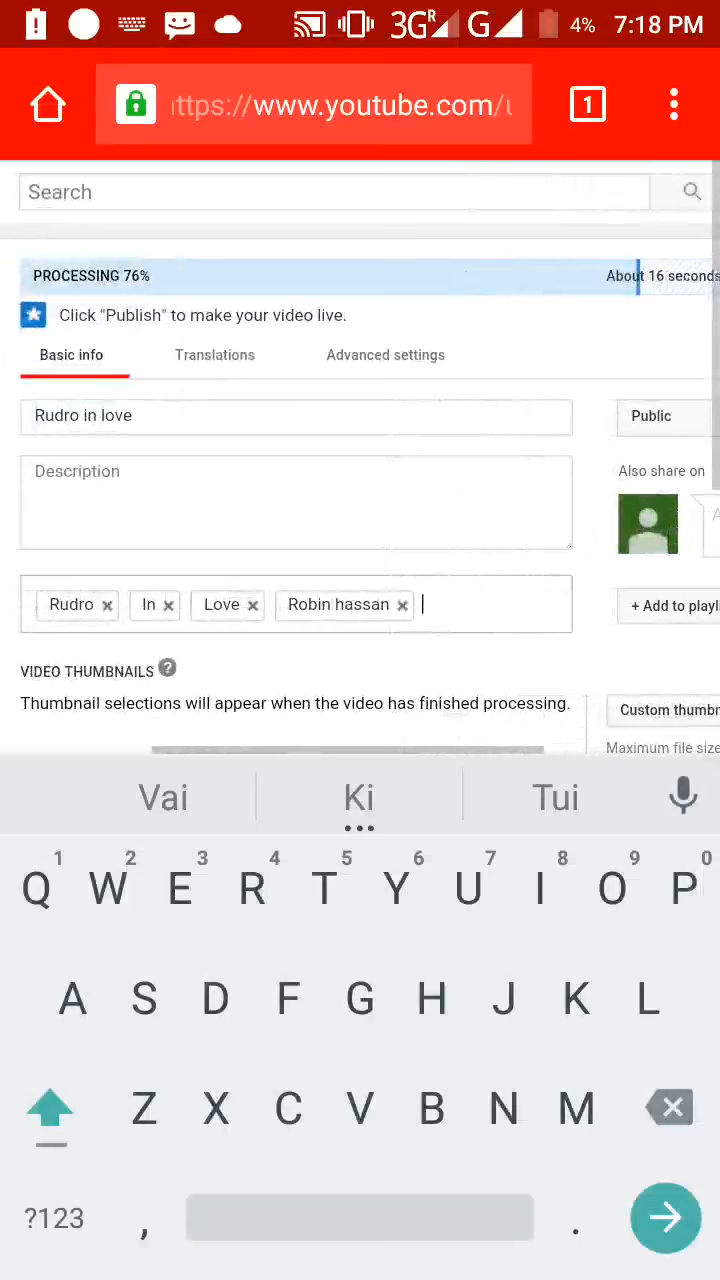 3G R G 4% 7:18 PM
https://www.youtube.com/u 1
Search
PROCESSING 76% About 16 seconds
Click "Publish" to make your video live.
Basic info Translations Advanced settings
Rudro in love Public
Description Also share on
Rudro In Love Robin hassan + Add to playl
VIDEO THUMBNAILS ?
Thumbnail selections will appear when the video has finished processing. Custom thumbn
Maximum file size
Vai Ki Tui
1 2 3 4 5 6 7 8 9 0
Q W E R T Y U I O P
A S D F G H J K L
Z X C V B N M
?123 , .